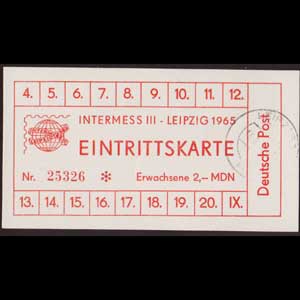 4. 5. 6. 7. 8. 9. 10. 11. 12.
INTERMESS III - LEIPZIG 1965
EINTRITTSKARTE
Nr. 25326 * Erwachsene 2,-- MDN
13. 14. 15. 16. 17. 18. 19. 20. IX.
Deutsche Post